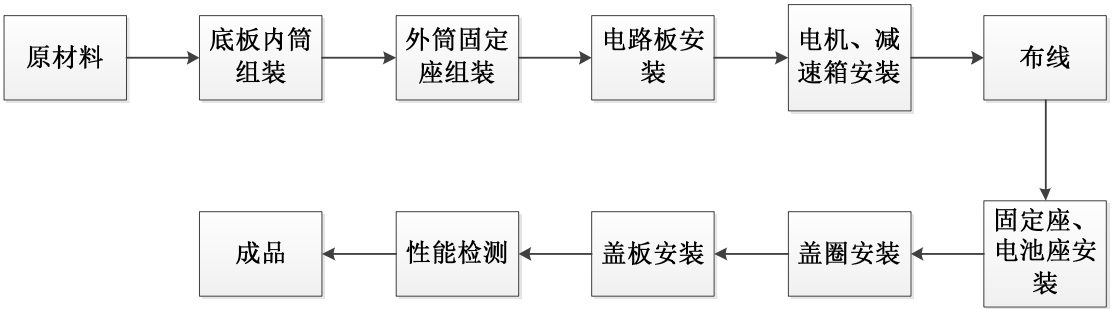 原材料
底板内筒
组装
外筒固定
座组装
电路板安
装
电机、减
速箱安装
布线
固定座、
电池座安
装
盖圈安装
盖板安装
性能检测
成品